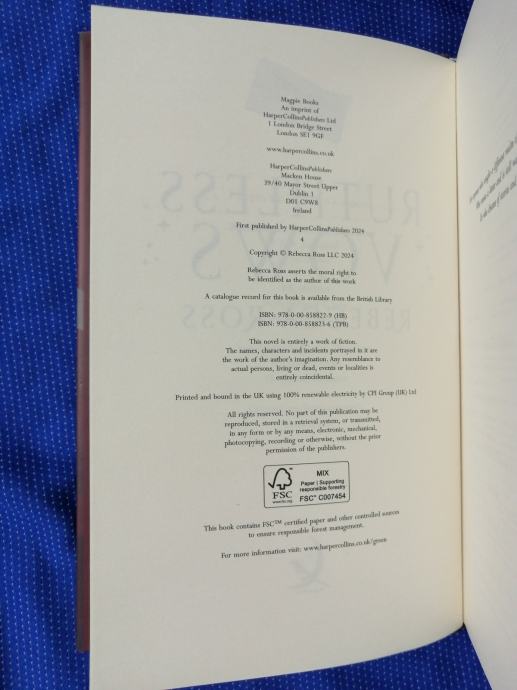 Magpie Books
An imprint of
HarperCollinsPublishers Ltd
1 London Bridge Street
London SE1 9GF
www.harpercollins.co.uk
HarperCollinsPublishers
Macken House
39/40 Mayor Street Upper
Dublin 1
D01 C9W8
Ireland
First published by HarperCollinsPublishers 2024
4
Copyright © Rebecca Ross LLC 2024
Rebecca Ross asserts the moral right to
be identified as the author of this work
A catalogue record for this book is available from the British Library
ISBN: 978-0-00-858822-9 (HB)
ISBN: 978-0-00-858823-6 (TPB)
This novel is entirely a work of fiction.
The names, characters and incidents portrayed in it are
the work of the author's imagination. Any resemblance to
actual persons, living or dead, events or localities is
entirely coincidental.
Printed and bound in the UK using 100% renewable electricity by CPI Group (UK) Ltd
All rights reserved. No part of this publication may be
reproduced, stored in a retrieval system, or transmitted,
in any form or by any means, electronic, mechanical,
photocopying, recording or otherwise, without the prior
permission of the publishers.
FSC
www.fsc.org
MIX
Paper | Supporting
responsible forestry
FSC™ C007454
This book contains FSC™ certified paper and other controlled sources
to ensure responsible forest management.
For more information visit: www.harpercollins.co.uk/green